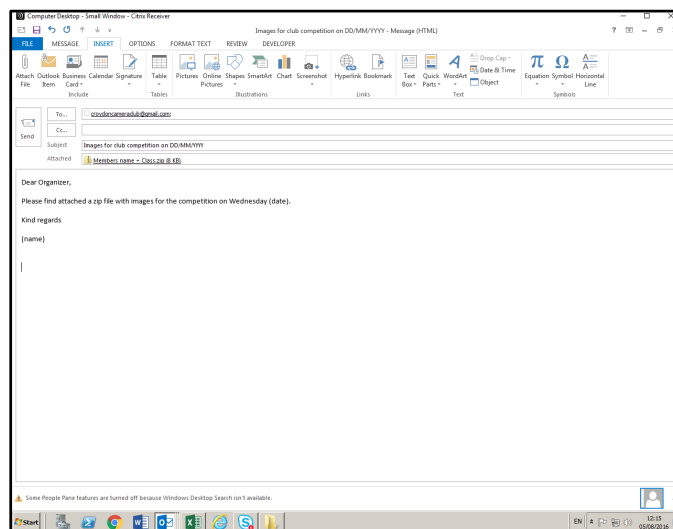 Computer Desktop - Small Window - Citrix Receiver
Images for club competition on DD/MM/YYYY - Message (HTML)
FILE MESSAGE INSERT OPTIONS FORMAT TEXT REVIEW DEVELOPER
Attach File
Outlook Item
Business Card
Calendar
Signature
Table
Pictures
Online Pictures
Shapes
SmartArt
Chart
Screenshot
Hyperlink
Bookmark
Text Box
Quick Parts
WordArt
Drop Cap
Date & Time
Object
Equation
Symbol
Horizontal Line
Include Tables Illustrations Links Text Symbols
Send
To... croydoncameraclub@gmail.com;
Cc...
Subject Images for club competition on DD/MM/YYYY
Attached Members name + Class.zip (8 KB)
Dear Organizer,
Please find attached a zip file with images for the competition on Wednesday (date).
Kind regards
(name)
Some People Pane features are turned off because Windows Desktop Search isn't available.
Start EN 12:15
05/08/2016